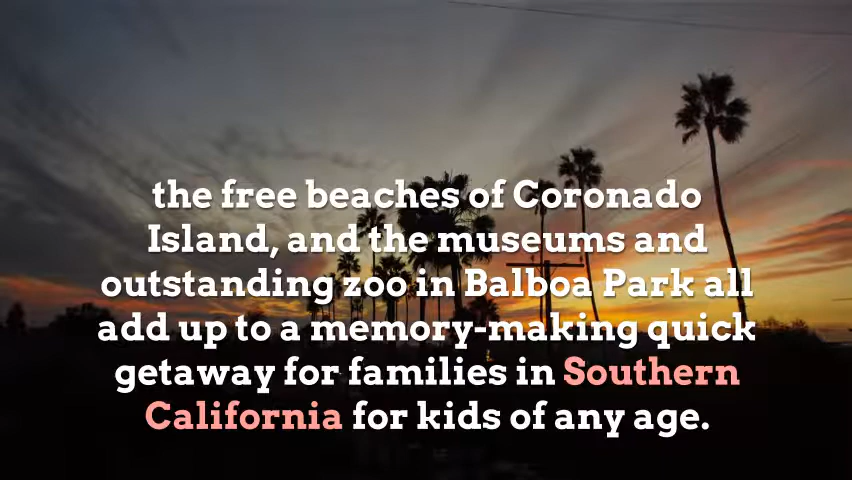 the free beaches of Coronado
Island, and the museums and
outstanding zoo in Balboa Park all
add up to a memory-making quick
getaway for families in Southern
California for kids of any age.